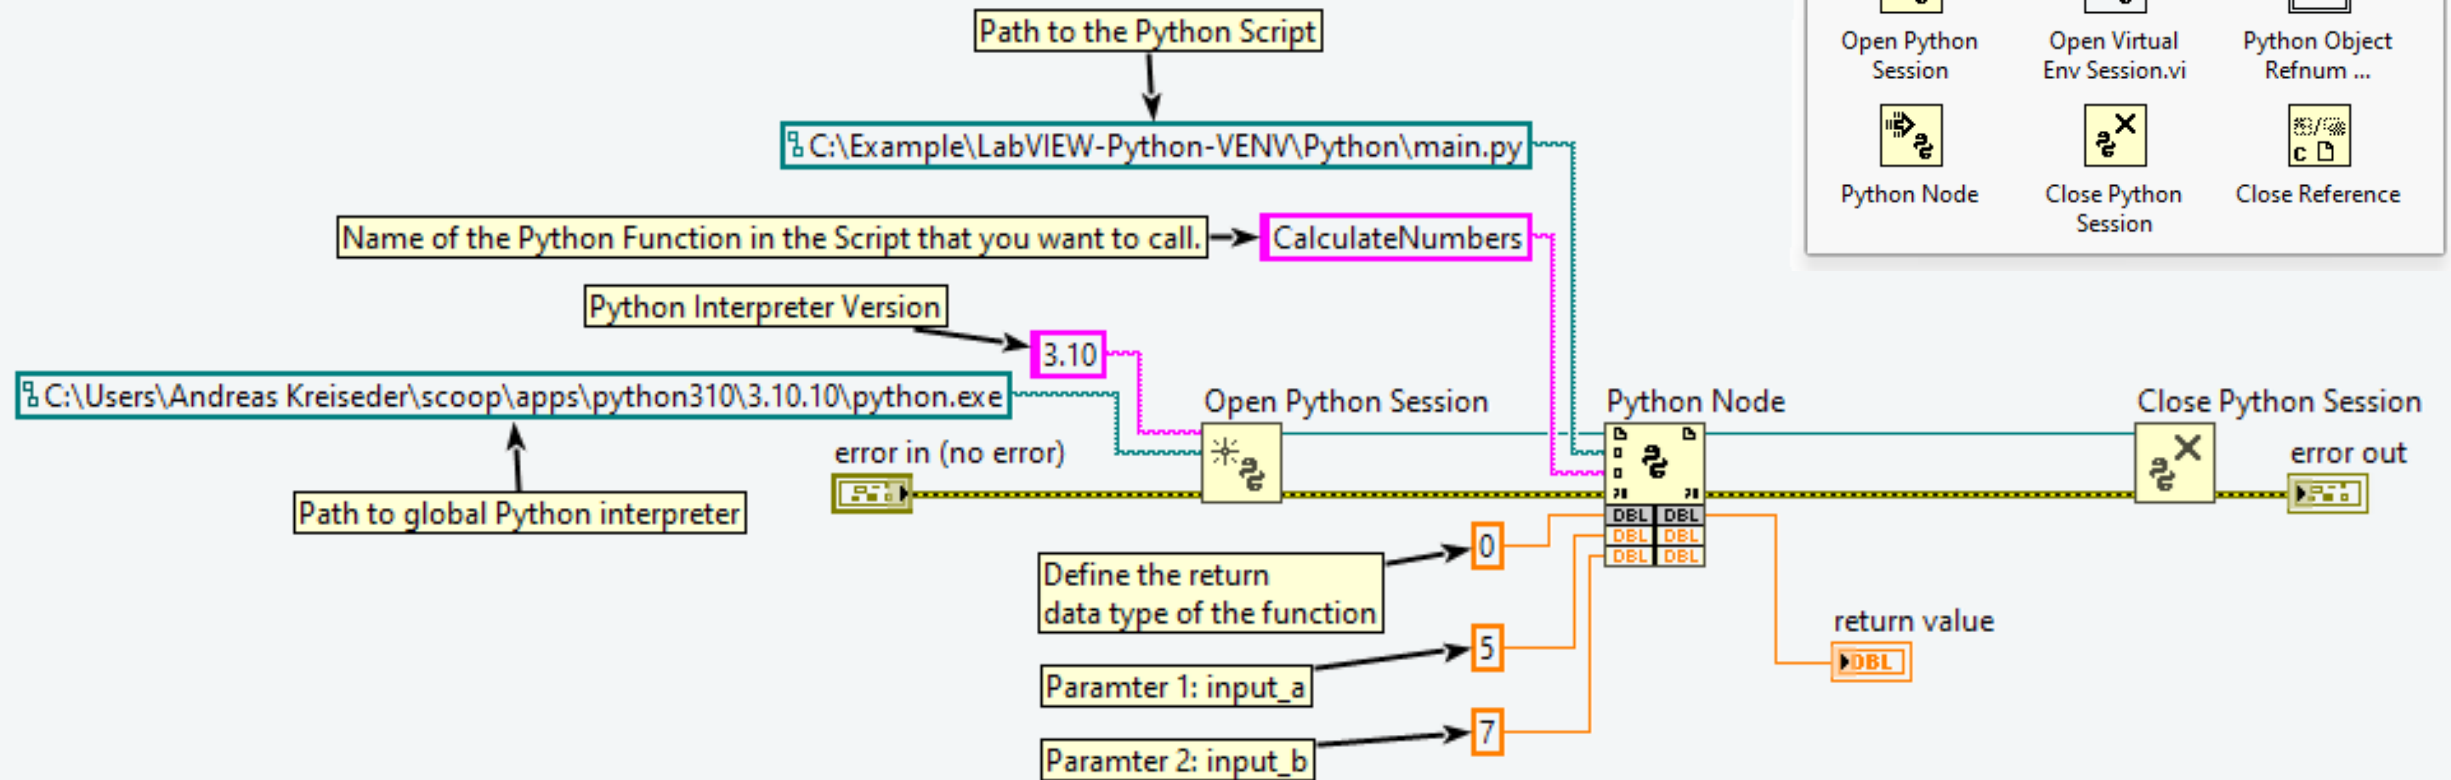 Path to the Python Script
C:\Example\LabVIEW-Python-VENV\Python\main.py
Name of the Python Function in the Script that you want to call.
CalculateNumbers
Python Interpreter Version
3.10
C:\Users\Andreas Kreiseder\scoop\apps\python310\3.10.10\python.exe
Path to global Python interpreter
error in (no error)
Open Python Session
Python Node
Close Python Session
error out
DBL DBL
DBL DBL
DBL DBL
Define the return
data type of the function
0
Paramter 1: input_a
5
Paramter 2: input_b
7
return value
DBL
Open Python
Session
Open Virtual
Env Session.vi
Python Object
Refnum ...
Python Node
Close Python
Session
C
Close Reference